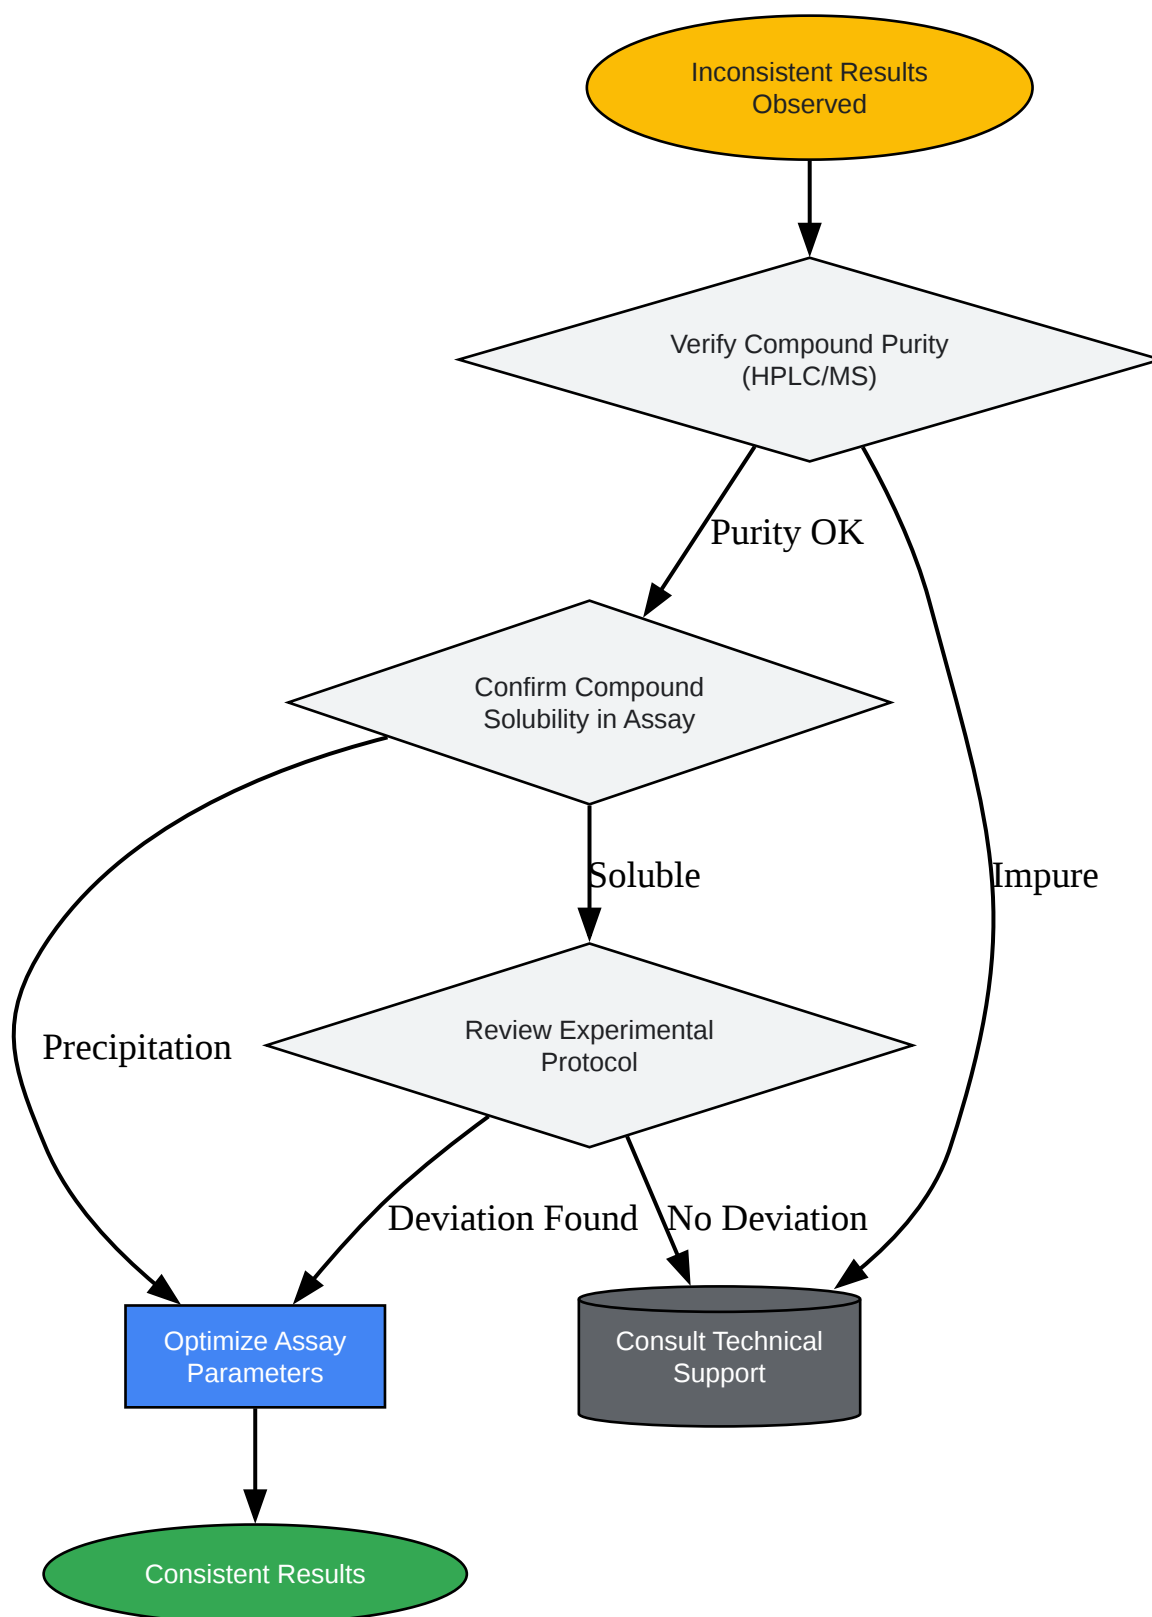 Inconsistent Results
Observed
Verify Compound Purity
(HPLC/MS)
Purity OK
Confirm Compound
Solubility in Assay
Soluble
Impure
Review Experimental
Protocol
Precipitation
Deviation Found
No Deviation
Optimize Assay
Parameters
Consult Technical
Support
Consistent Results